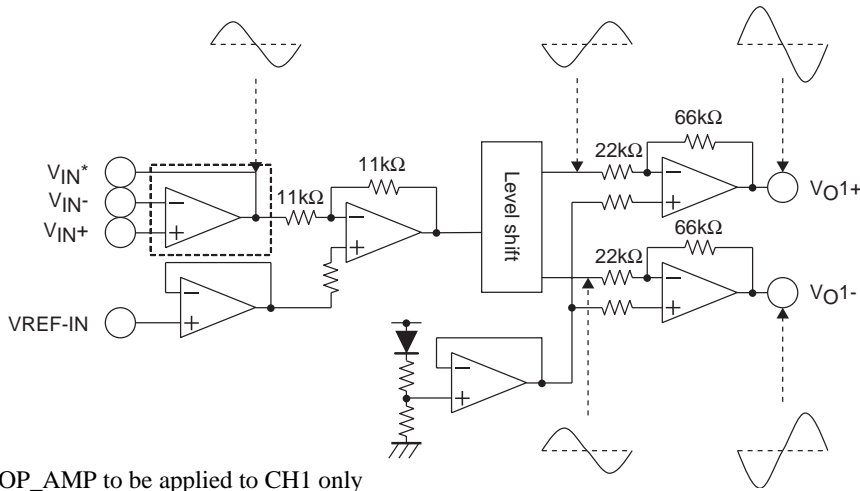 11kΩ
66kΩ
22kΩ
V_IN*
V_IN-
V_IN+
11kΩ
Level shift
V_O1+
66kΩ
22kΩ
VREF-IN
V_O1-
OP_AMP to be applied to CH1 only